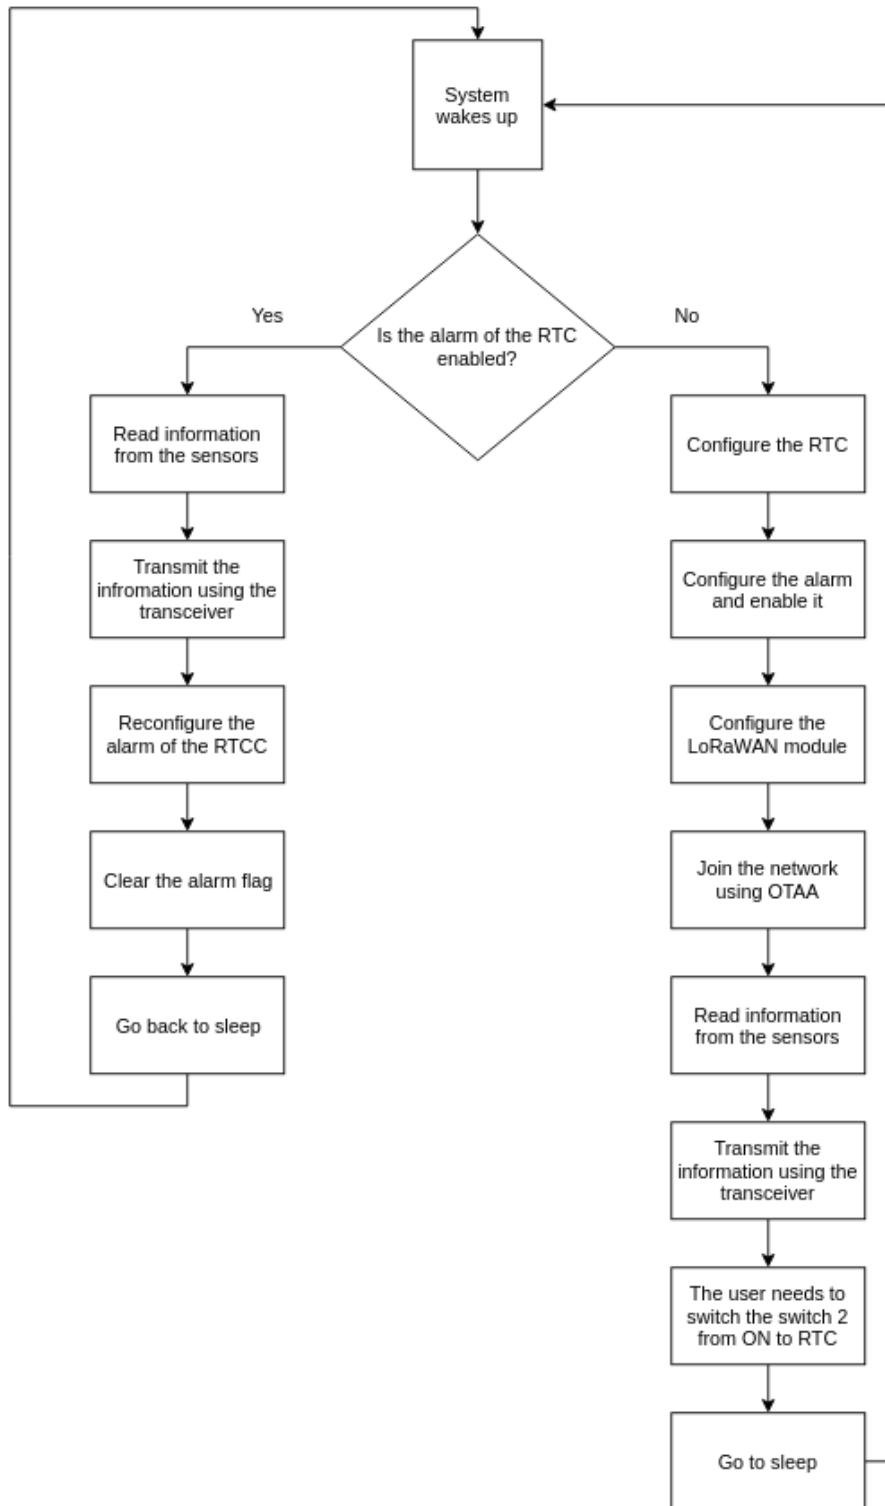 System
wakes up
Is the alarm of the RTC
enabled?
Yes
No
Read information
from the sensors
Transmit the
infromation using the
transceiver
Reconfigure the
alarm of the RTCC
Clear the alarm flag
Go back to sleep
Configure the RTC
Configure the alarm
and enable it
Configure the
LoRaWAN module
Join the network
using OTAA
Read information
from the sensors
Transmit the
information using the
transceiver
The user needs to
switch the switch 2
from ON to RTC
Go to sleep